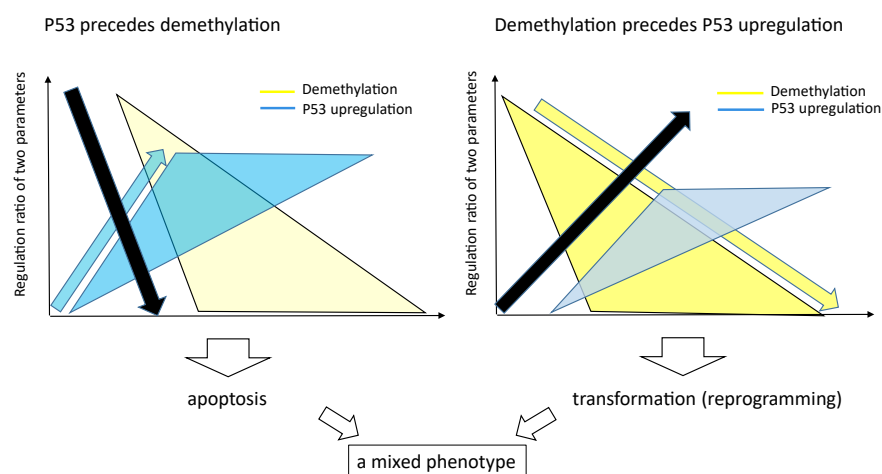 P53 precedes demethylation
Demethylation precedes P53 upregulation
Regulation ratio of two parameters
Demethylation
P53 upregulation
Regulation ratio of two parameters
Demethylation
P53 upregulation
apoptosis
transformation (reprogramming)
a mixed phenotype